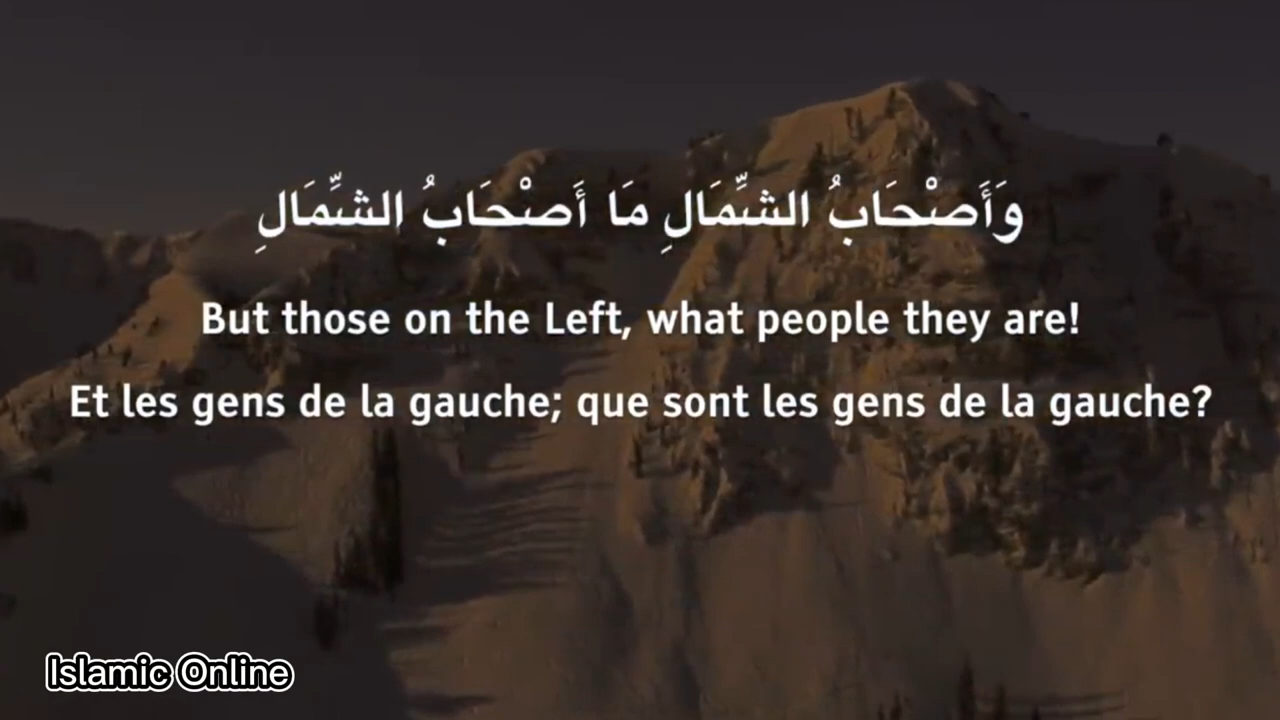 وَأَصْحَابُ الشِّمَالِ مَا أَصْحَابُ الشِّمَالِ
But those on the Left, what people they are!
Et les gens de la gauche; que sont les gens de la gauche?
Islamic Online